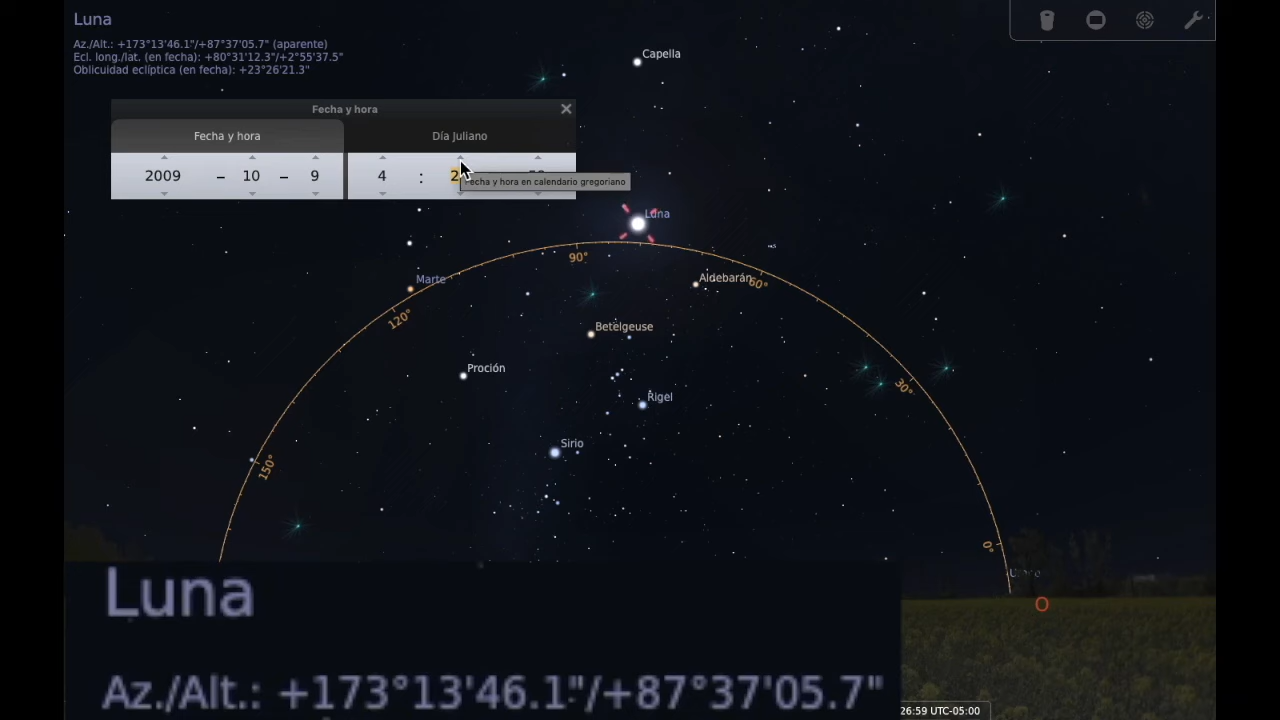 Luna
Az./Alt.: +173°13'46.1"/+87°37'05.7" (aparente)
Ecl. long./lat. (en fecha): +80°31'12.3"/+2°55'37.5"
Oblicuidad eclíptica (en fecha): +23°26'21.3"
Capella
Fecha y hora
Fecha y hora
Día Juliano
2009 – 10 – 9
4 : 2
Fecha y hora en calendario gregoriano
Luna
90°
Marte
Aldebarán
60°
120°
Betelgeuse
Proción
30°
Rigel
Sirio
150°
0°
O
Luna
Az./Alt.: +173°13'46.1"/+87°37'05.7"
26:59 UTC-05:00